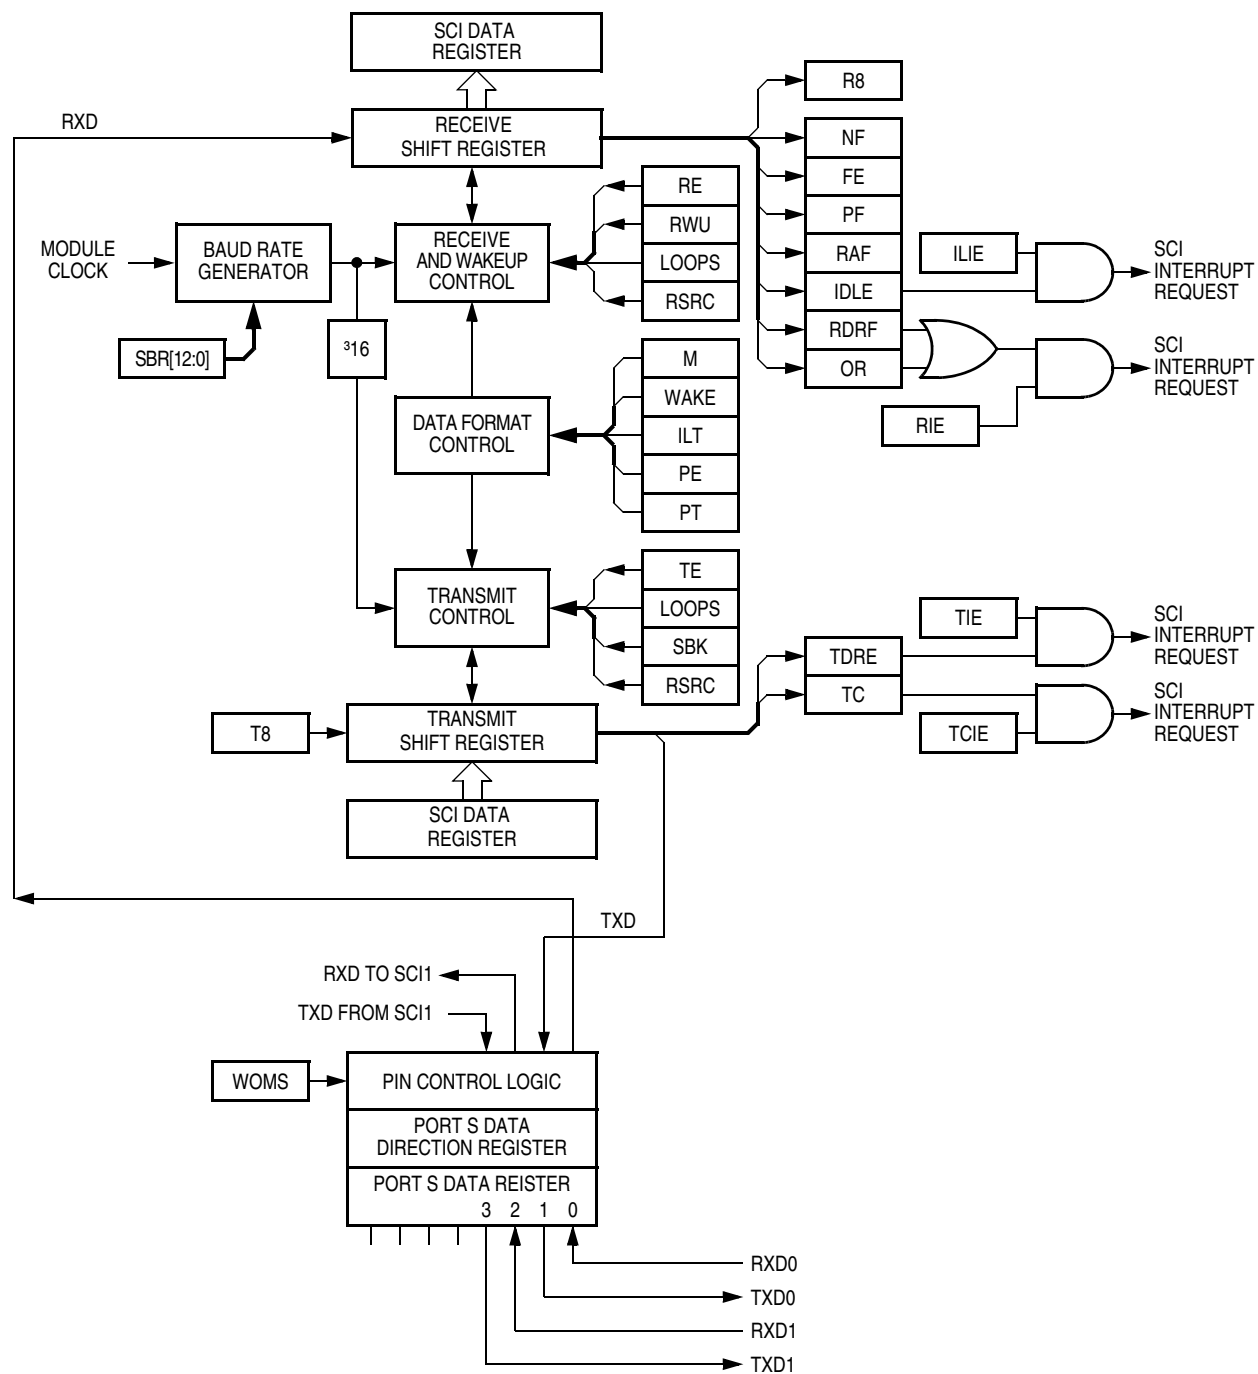 SCI DATA
REGISTER
R8
RXD
RECEIVE
SHIFT REGISTER
NF
FE
PF
RAF
IDLE
RDRF
OR
RE
RWU
LOOPS
RSRC
MODULE
CLOCK
BAUD RATE
GENERATOR
RECEIVE
AND WAKEUP
CONTROL
ILIE
SCI
INTERRUPT
REQUEST
SBR[12:0]
³16
SCI
INTERRUPT
REQUEST
RIE
M
WAKE
ILT
PE
PT
DATA FORMAT
CONTROL
TE
LOOPS
SBK
RSRC
TRANSMIT
CONTROL
TIE
SCI
INTERRUPT
REQUEST
TDRE
TC
TCIE
SCI
INTERRUPT
REQUEST
T8
TRANSMIT
SHIFT REGISTER
SCI DATA
REGISTER
TXD
RXD TO SCI1
TXD FROM SCI1
WOMS
PIN CONTROL LOGIC
PORT S DATA
DIRECTION REGISTER
PORT S DATA REISTER
3 2 1 0
RXD0
TXD0
RXD1
TXD1